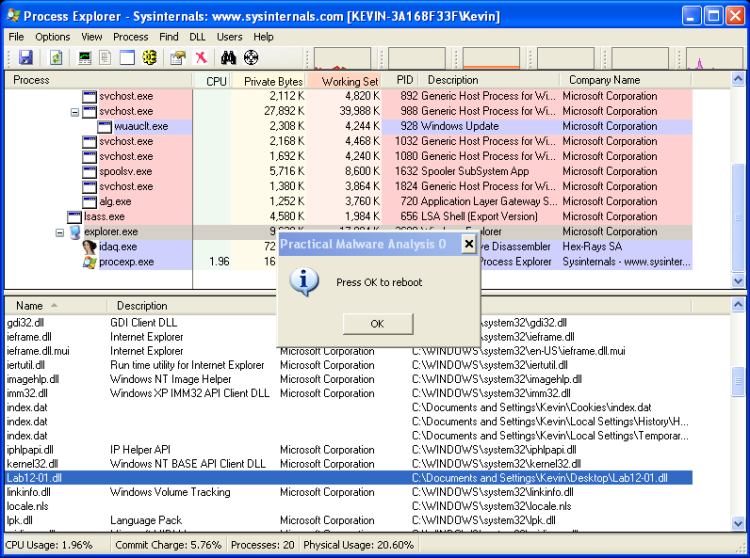 Process Explorer - Sysinternals: www.sysinternals.com [KEVIN-3A168F33F\Kevin]
File Options View Process Find DLL Users Help
Process CPU Private Bytes Working Set PID Description Company Name
svchost.exe 2,112 K 4,820 K 892 Generic Host Process for Wi... Microsoft Corporation
svchost.exe 27,892 K 39,988 K 988 Generic Host Process for Wi... Microsoft Corporation
wuauclt.exe 2,308 K 4,244 K 928 Windows Update Microsoft Corporation
svchost.exe 2,168 K 4,468 K 1032 Generic Host Process for Wi... Microsoft Corporation
svchost.exe 1,692 K 4,240 K 1080 Generic Host Process for Wi... Microsoft Corporation
spoolsv.exe 5,716 K 8,600 K 1632 Spooler SubSystem App Microsoft Corporation
svchost.exe 1,380 K 3,864 K 1824 Generic Host Process for Wi... Microsoft Corporation
alg.exe 1,252 K 3,760 K 720 Application Layer Gateway S... Microsoft Corporation
lsass.exe 4,580 K 1,984 K 656 LSA Shell (Export Version) Microsoft Corporation
explorer.exe Microsoft Corporation
idaq.exe 72 ve Disassembler Hex-Rays SA
procexp.exe 1.96 16 Process Explorer Sysinternals - www.sysinter...
Practical Malware Analysis 0
Press OK to reboot
OK
Name Description
gdi32.dll GDI Client DLL \system32\gdi32.dll
ieframe.dll Internet Explorer \system32\ieframe.dll
ieframe.dll.mui Internet Explorer Microsoft Corporation C:\WINDOWS\system32\en-US\ieframe.dll.mui
iertutil.dll Run time utility for Internet Explorer Microsoft Corporation C:\WINDOWS\system32\iertutil.dll
imagehlp.dll Windows NT Image Helper Microsoft Corporation C:\WINDOWS\system32\imagehlp.dll
imm32.dll Windows XP IMM32 API Client DLL Microsoft Corporation C:\WINDOWS\system32\imm32.dll
index.dat C:\Documents and Settings\Kevin\Cookies\index.dat
index.dat C:\Documents and Settings\Kevin\Local Settings\History\H...
index.dat C:\Documents and Settings\Kevin\Local Settings\Temporar...
iphlpapi.dll IP Helper API Microsoft Corporation C:\WINDOWS\system32\iphlpapi.dll
kernel32.dll Windows NT BASE API Client DLL Microsoft Corporation C:\WINDOWS\system32\kernel32.dll
Lab12-01.dll C:\Documents and Settings\Kevin\Desktop\Lab12-01.dll
linkinfo.dll Windows Volume Tracking Microsoft Corporation C:\WINDOWS\system32\linkinfo.dll
locale.nls C:\WINDOWS\system32\locale.nls
lpk.dll Language Pack Microsoft Corporation C:\WINDOWS\system32\lpk.dll
CPU Usage: 1.96% Commit Charge: 5.76% Processes: 20 Physical Usage: 20.60%